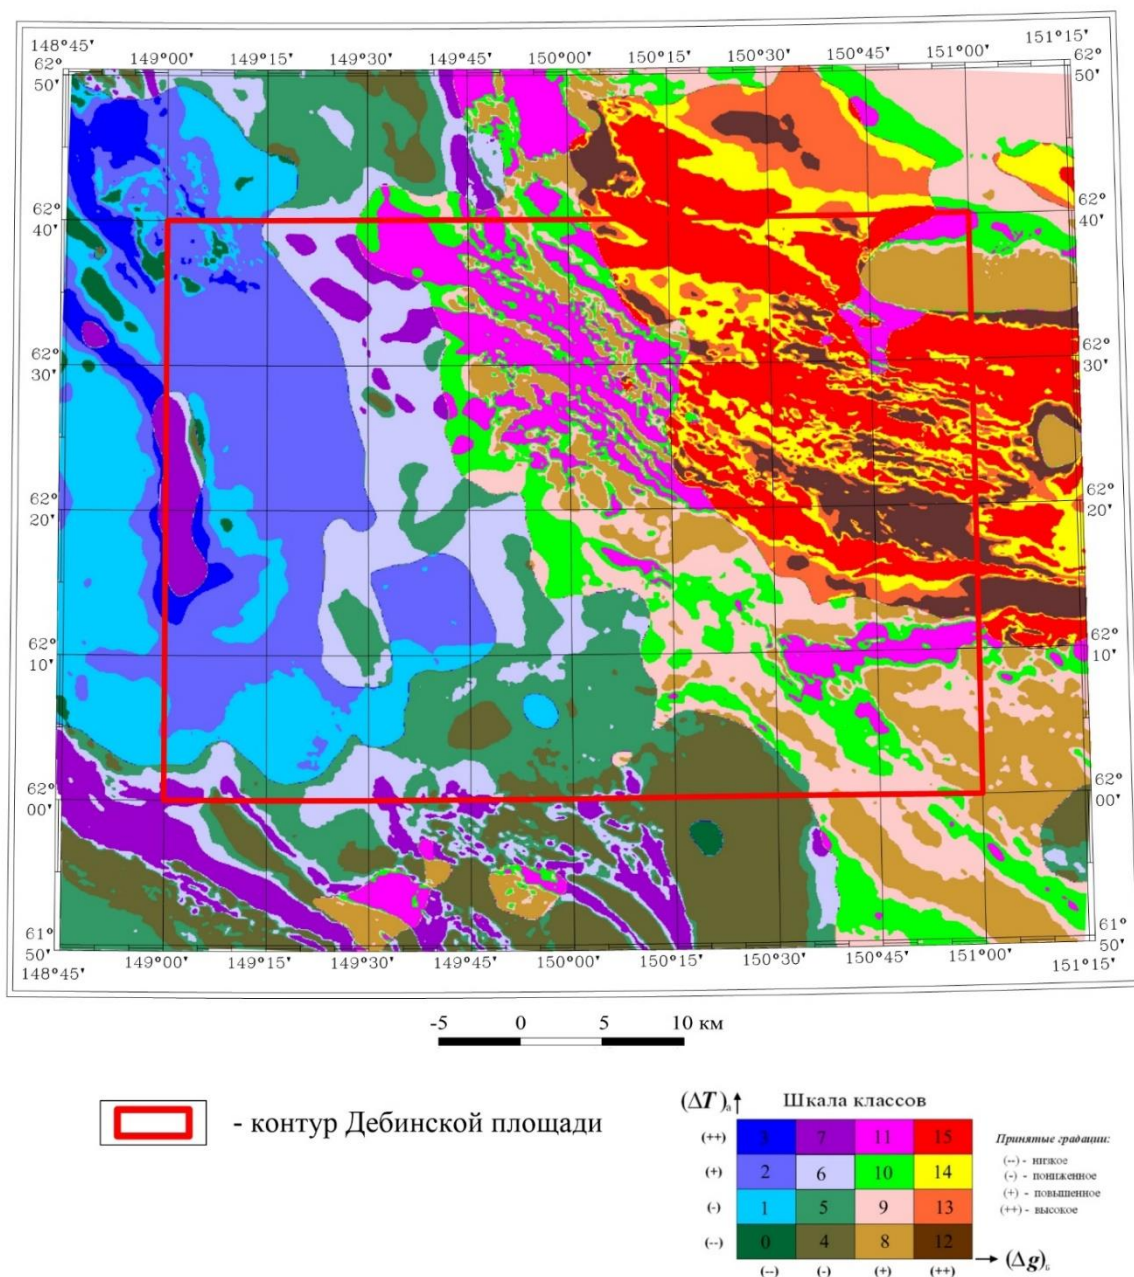 148°45' 149°00' 149°15' 149°30' 149°45' 150°00' 150°15' 150°30' 150°45' 151°00' 151°15'
62° 62°
50' 50'
62° 62°
40' 40'
62° 62°
30' 30'
62° 62°
20' 20'
62° 62°
10' 10'
62° 62°
00' 00'
61° 61°
50' 50'
148°45' 149°00' 149°15' 149°30' 149°45' 150°00' 150°15' 150°30' 150°45' 151°00' 151°15'
-5 0 5 10 км
- контур Дебинской площади
(ΔT)ₐ Шкала классов
(++) 3 7 11 15
(+) 2 6 10 14
(-) 1 5 9 13
(--) 0 4 8 12
(--) (-) (+) (++)
(Δg)
Принятые градации:
(--) - низкое
(-) - пониженное
(+) - повышенное
(++) - высокое